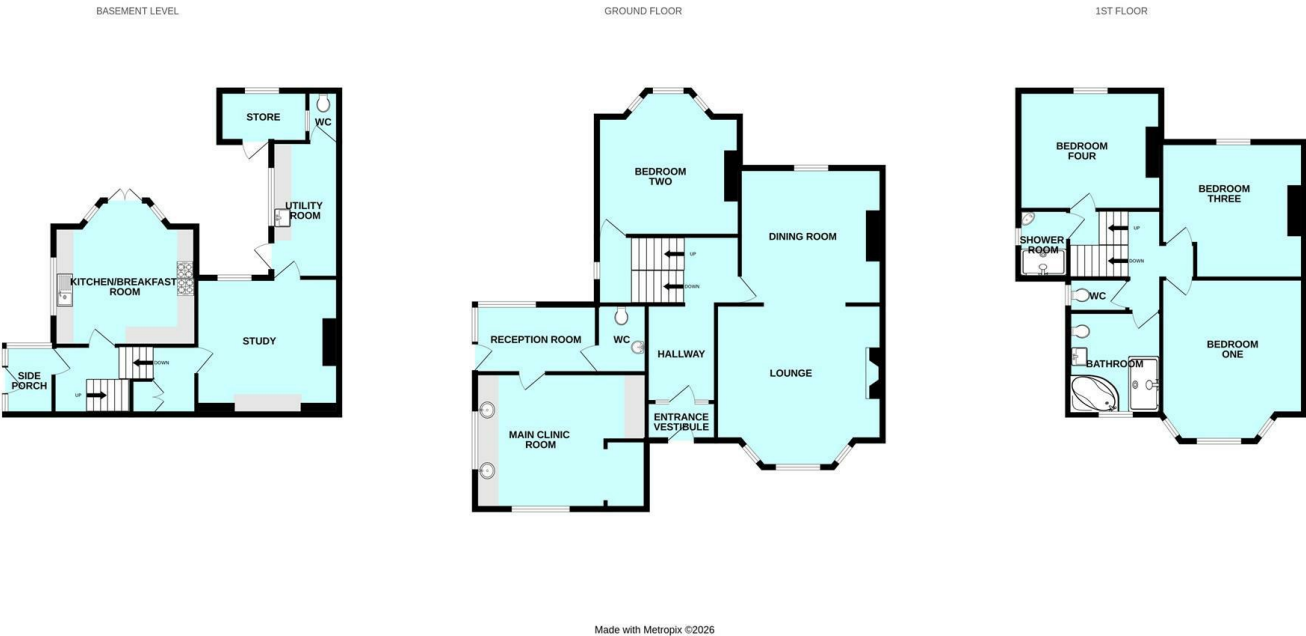 BASEMENT LEVEL
GROUND FLOOR
1ST FLOOR
STORE
WC
UTILITY
ROOM
KITCHEN/BREAKFAST
ROOM
STUDY
SIDE
PORCH
DOWN
UP
BEDROOM
TWO
DINING ROOM
UP
DOWN
RECEPTION ROOM
WC
HALLWAY
LOUNGE
ENTRANCE
VESTIBULE
MAIN CLINIC
ROOM
BEDROOM
FOUR
BEDROOM
THREE
SHOWER
ROOM
UP
DOWN
WC
BATHROOM
BEDROOM
ONE
Made with Metropix ©2026